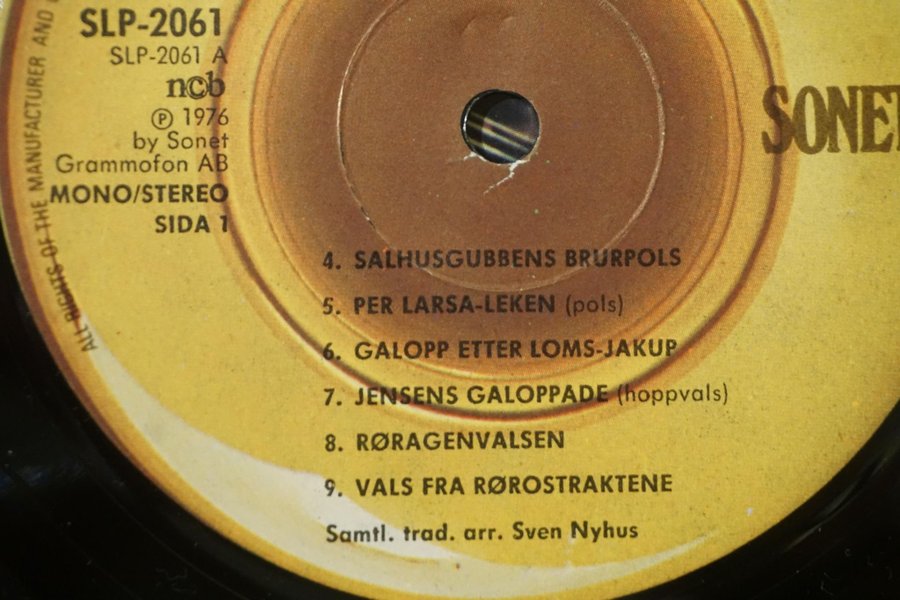 SLP-2061
SLP-2061 A
ncb
Ⓟ 1976
by Sonet
Grammofon AB
MONO/STEREO
SIDA 1
SONET
4. SALHUSGUBBENS BRURPOLS
5. PER LARSA-LEKEN (pols)
6. GALOPP ETTER LOMS-JAKUP
7. JENSENS GALOPPADE (hoppvals)
8. RØRAGENVALSEN
9. VALS FRA RØROSTRAKTENE
Samtl. trad. arr. Sven Nyhus
ALL RIGHTS OF THE MANUFACTURER AND